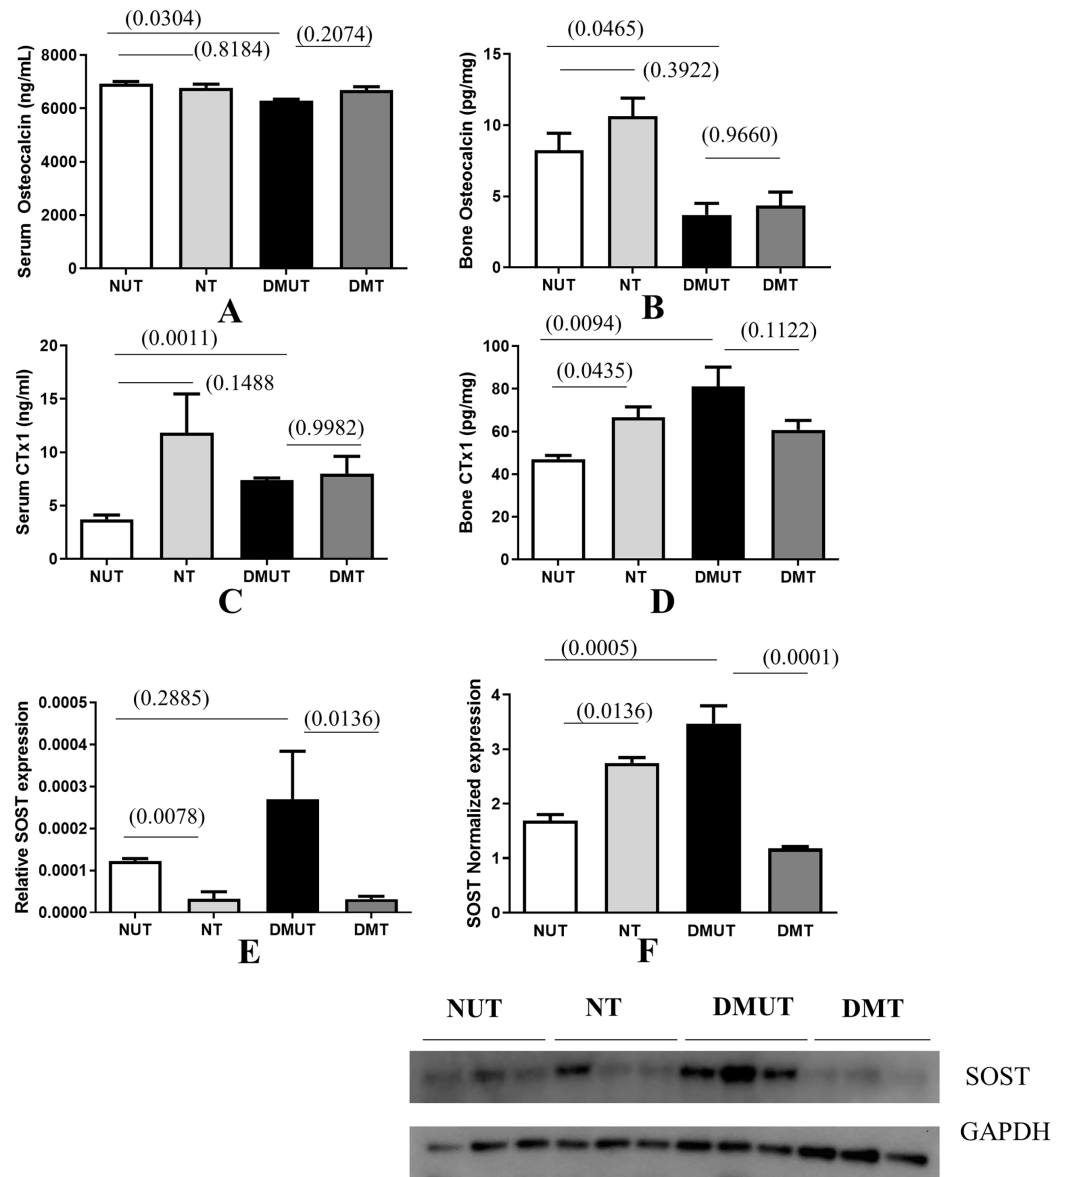 (0.0304)
(0.8184)
(0.2074)
Serum Osteocalcin (ng/mL)
8000
6000
4000
2000
0
NUT NT DMUT DMT
A
(0.0465)
(0.3922)
(0.9660)
Bone Osteocalcin (pg/mg)
15
10
5
0
NUT NT DMUT DMT
B
(0.0011)
(0.1488
(0.9982)
Serum CTx1 (ng/ml)
20
15
10
5
0
NUT NT DMUT DMT
C
(0.0094)
(0.0435)
(0.1122)
Bone CTx1 (pg/mg)
100
80
60
40
20
0
NUT NT DMUT DMT
D
(0.2885)
(0.0136)
(0.0078)
Relative SOST expression
0.0005
0.0004
0.0003
0.0002
0.0001
0.0000
NUT NT DMUT DMT
E
(0.0005)
(0.0001)
(0.0136)
SOST Normalized expression
4
3
2
1
0
NUT NT DMUT DMT
F
NUT NT DMUT DMT
SOST
GAPDH